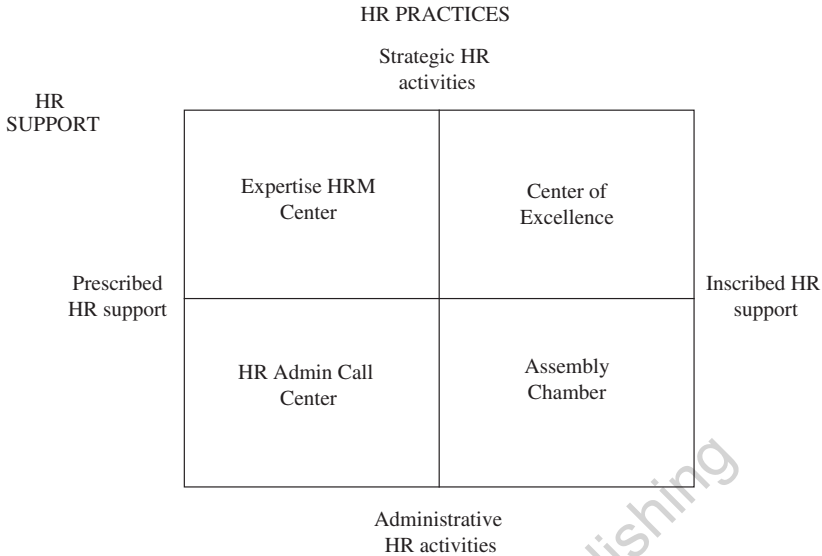 HR PRACTICES
Strategic HR
activities
HR
SUPPORT
Expertise HRM
Center
Center of
Excellence
Prescribed
HR support
Inscribed HR
support
HR Admin Call
Center
Assembly
Chamber
Administrative
HR activities
lishing